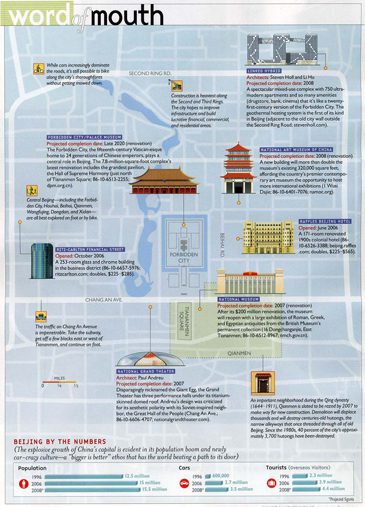 word of mouth
While cars increasingly dominate
the roads, it's still possible to bike
along the city's thoroughfares
without getting mowed down.
SECOND RING RD.
Construction is heaviest along
the Second and Third Rings.
The city hopes to improve
infrastructure and build
lucrative financial, commercial,
and residential areas.
LINKED HYBRID
Architects: Steven Holl and Li Hu
Projected completion date: 2008
A spectacular mixed-use complex with 750 ultra-
modern apartments and so many amenities
(drugstore, bank, cinema) that it's like a twenty-
first-century version of the Forbidden City. The
geothermal heating system is the first of its kind
in Beijing (adjacent to the old city wall outside
the Second Ring Road; stevenholl.com).
FORBIDDEN CITY/PALACE MUSEUM
Projected completion date: Late 2020 (renovation)
The Forbidden City, the fifteenth-century Vatican-esque
home to 24 generations of Chinese emperors, plays a
central role in Beijing. The 7.8 million-square-foot complex's
latest renovation includes the grandest pavilion,
the Hall of Supreme Harmony (just north
of Tiananmen Square; 86-10-6513-2255;
dpm.org.cn).
NATIONAL ART MUSEUM OF CHINA
Projected completion date: 2008 (renovation)
A new building will more than double the
museum's existing 320,000 square feet,
affording the country's premier contempo-
rary art museum the opportunity to host
more international exhibitions (1 Wusi
Dajie; 86-10-6401-7076; namoc.org).
Central Beijing—including the Forbid-
den City, Houhai, Beihai, Qianmen,
Wangfujing, Dongdan, and Xidan—
are all best explored on foot or by bike.
RAFFLES BEIJING HOTEL
Opened: June 2006
A 171-room renovated
1900s colonial hotel (86-
10-6526-3388; beijing.raffles
.com; doubles, $225–$565).
RITZ-CARLTON FINANCIAL STREET
Opened: October 2006
A 253-room glass and chrome building
in the business district (86-10-6657-5976;
ritzcarlton.com; doubles, $225–$285).
FORBIDDEN
CITY
BEIHE RD.
CHANG AN AVE.
TIANANMEN
SQUARE
QIANMEN
NATIONAL MUSEUM
Projected completion date: 2007 (renovation)
After its $200 million renovation, the museum
will reopen with a large exhibition of Roman, Greek,
and Egyptian antiquities from the British Museum's
permanent collection (16 Dongchang'an, East
Tiananmen; 86-10-6512-8967; nmch.gov.cn).
The traffic on Chang An Avenue
is impenetrable. Take the subway,
get off a few blocks east or west of
Tiananmen, and continue on foot.
MILES
NATIONAL GRAND THEATER
Architect: Paul Andreu
Projected completion date: 2007
Disparagingly nicknamed the Giant Egg, the Grand
Theater has three performance halls under its titanium-
skinned domed roof. Andreu's design was criticized
for its aesthetic polarity with its Soviet-inspired neigh-
bor, the Great Hall of the People (Chang An Ave.;
86-10-6606-4707; nationalgrandtheater.com).
An important neighborhood during the Qing dynasty
(1644–1911), Qianmen is slated to be razed by 2007 to
make way for new construction. Demolition will displace
thousands and will destroy centuries-old hutongs, the
narrow alleyways that once threaded through all of old
Beijing. Since the 1980s, 40 percent of the city's approx-
imately 3,700 hutongs have been destroyed.
BEIJING BY THE NUMBERS
(The explosive growth of China's capital is evident in its population boom and newly
car-crazy culture—a "bigger is better" ethos that has the world beating a path to its door)
Population
1996 12.5 million
2006 15 million
2008* 15.5 million
Cars
1996 600,000
2006 2.7 million
2008* 3.5 million
Tourists (Overseas Visitors)
1996 2.3 million
2006 3.9 million
2008* 4.4 million
*Projected figure